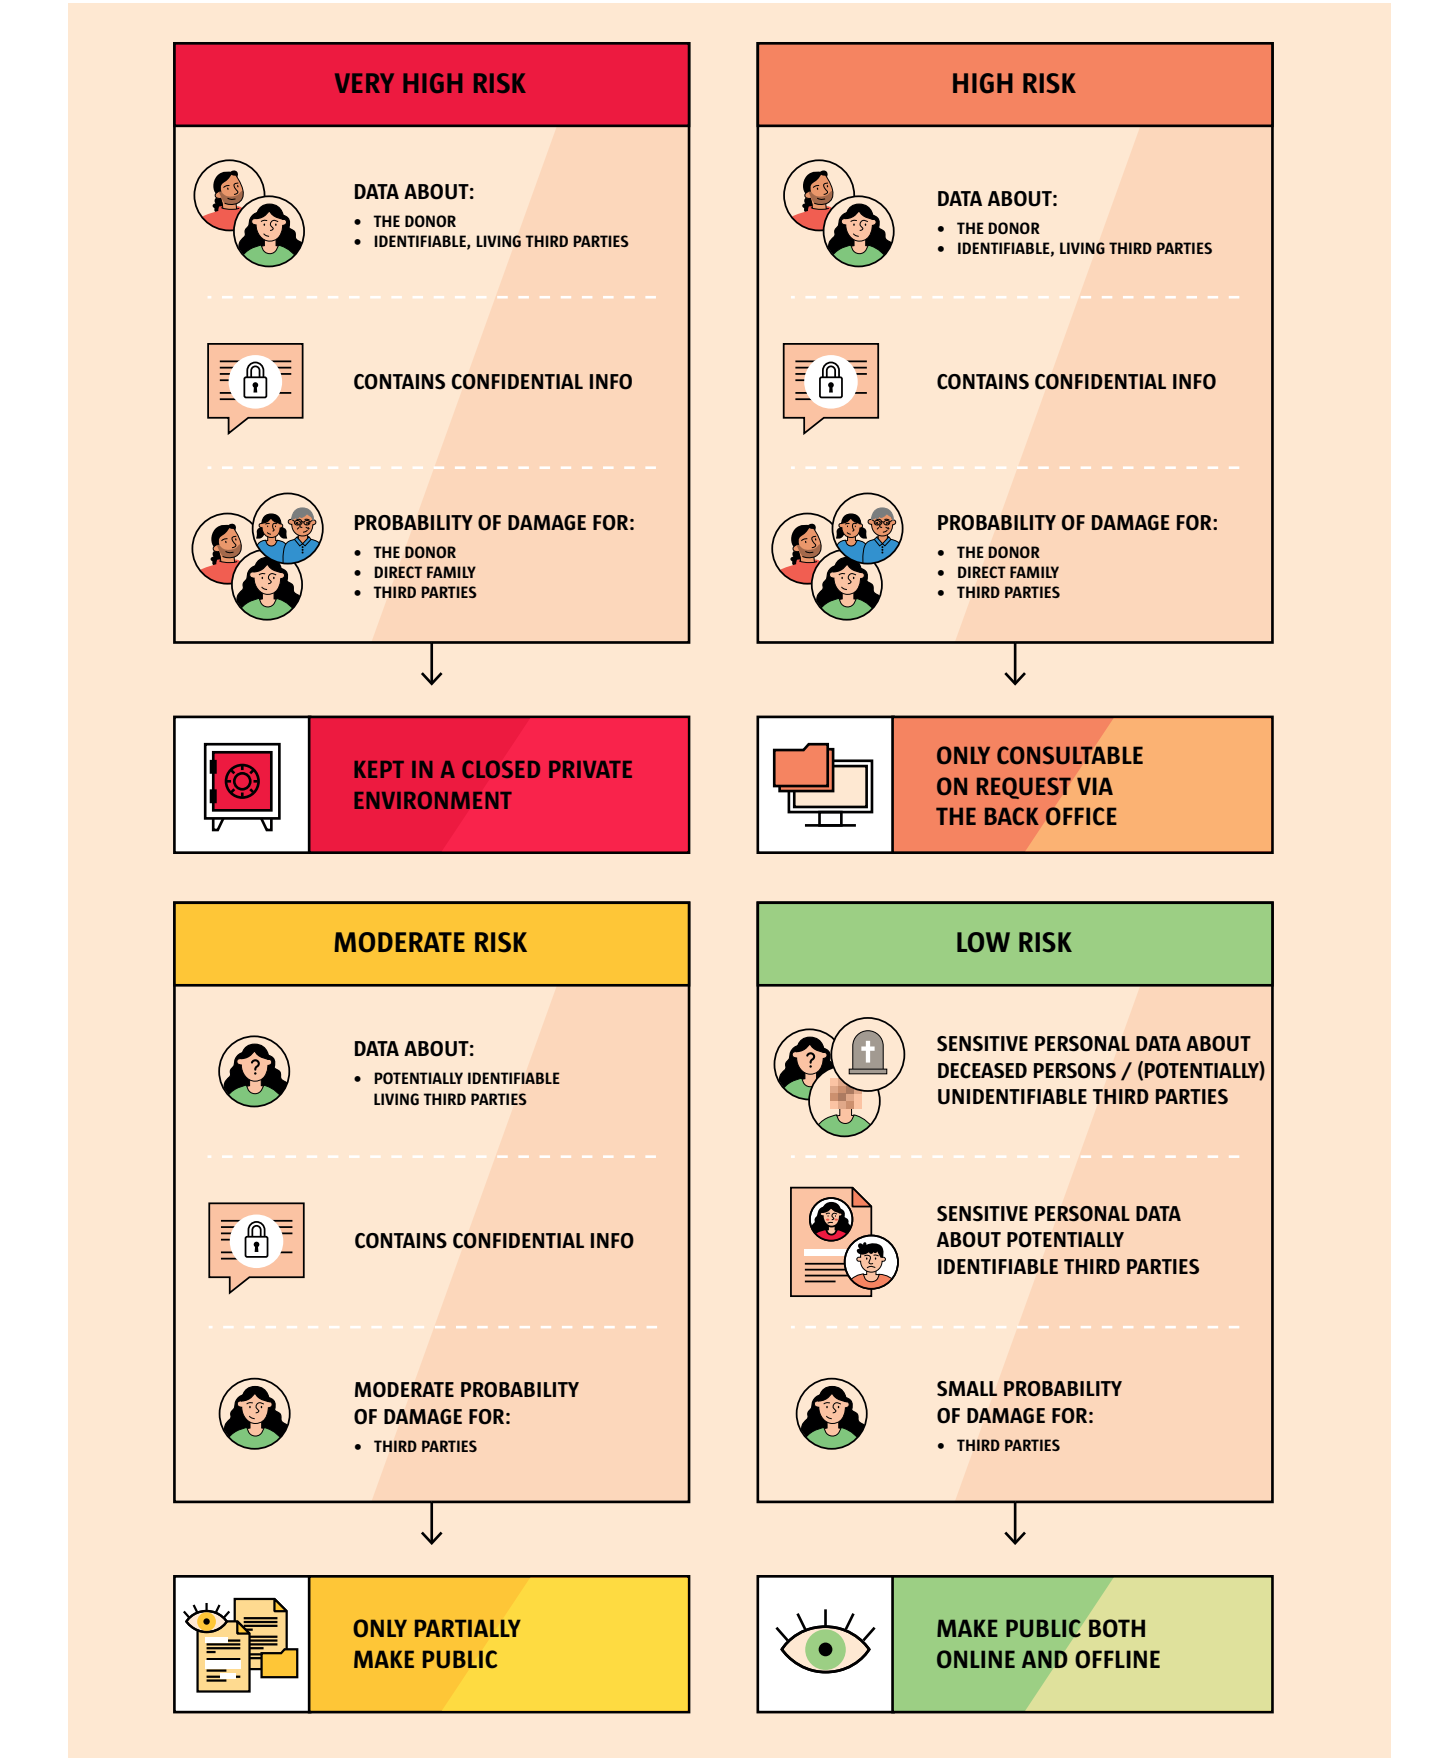 VERY HIGH RISK
DATA ABOUT:
• THE DONOR
• IDENTIFIABLE, LIVING THIRD PARTIES
CONTAINS CONFIDENTIAL INFO
PROBABILITY OF DAMAGE FOR:
• THE DONOR
• DIRECT FAMILY
• THIRD PARTIES
KEPT IN A CLOSED PRIVATE
ENVIRONMENT
HIGH RISK
DATA ABOUT:
• THE DONOR
• IDENTIFIABLE, LIVING THIRD PARTIES
CONTAINS CONFIDENTIAL INFO
PROBABILITY OF DAMAGE FOR:
• THE DONOR
• DIRECT FAMILY
• THIRD PARTIES
ONLY CONSULTABLE
ON REQUEST VIA
THE BACK OFFICE
MODERATE RISK
DATA ABOUT:
• POTENTIALLY IDENTIFIABLE
LIVING THIRD PARTIES
CONTAINS CONFIDENTIAL INFO
MODERATE PROBABILITY
OF DAMAGE FOR:
• THIRD PARTIES
ONLY PARTIALLY
MAKE PUBLIC
LOW RISK
SENSITIVE PERSONAL DATA ABOUT
DECEASED PERSONS / (POTENTIALLY)
UNIDENTIFIABLE THIRD PARTIES
SENSITIVE PERSONAL DATA
ABOUT POTENTIALLY
IDENTIFIABLE THIRD PARTIES
SMALL PROBABILITY
OF DAMAGE FOR:
• THIRD PARTIES
MAKE PUBLIC BOTH
ONLINE AND OFFLINE